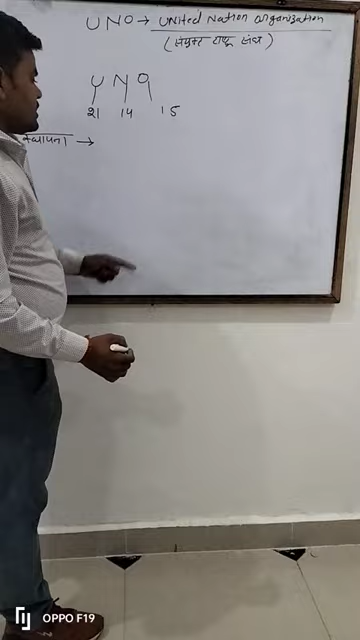 UNO → United Nation Organization
(संयुक्त राष्ट्र संघ)
U N O
21 14 15
स्थापना →
OPPO F19